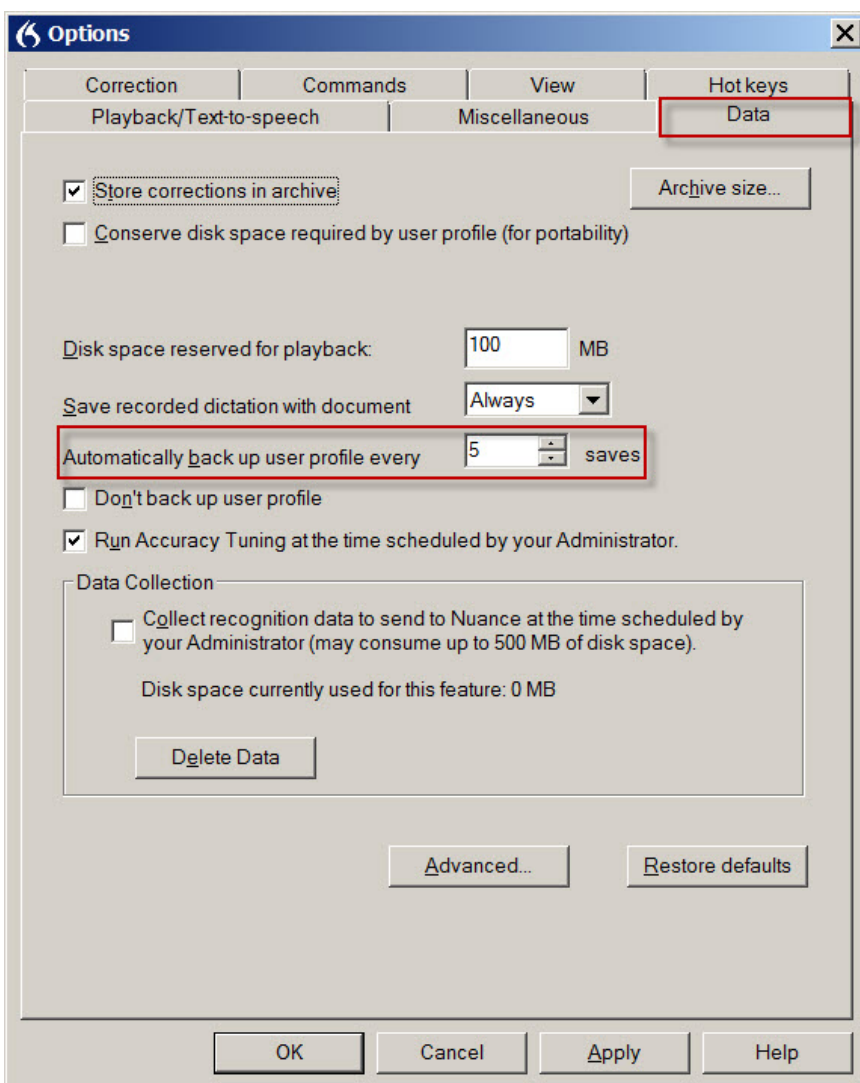 Options
Correction Commands View Hot keys
Playback/Text-to-speech Miscellaneous Data
Store corrections in archive Archive size...
Conserve disk space required by user profile (for portability)
Disk space reserved for playback: 100 MB
Save recorded dictation with document Always
Automatically back up user profile every 5 saves
Don't back up user profile
Run Accuracy Tuning at the time scheduled by your Administrator.
Data Collection
Collect recognition data to send to Nuance at the time scheduled by
your Administrator (may consume up to 500 MB of disk space).
Disk space currently used for this feature: 0 MB
Delete Data
Advanced... Restore defaults
OK Cancel Apply Help